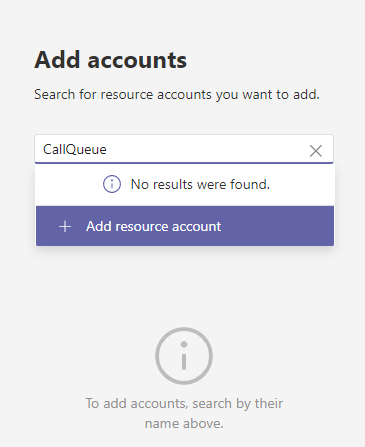 Add accounts
Search for resource accounts you want to add.
CallQueue
No results were found.
Add resource account
To add accounts, search by their
name above.